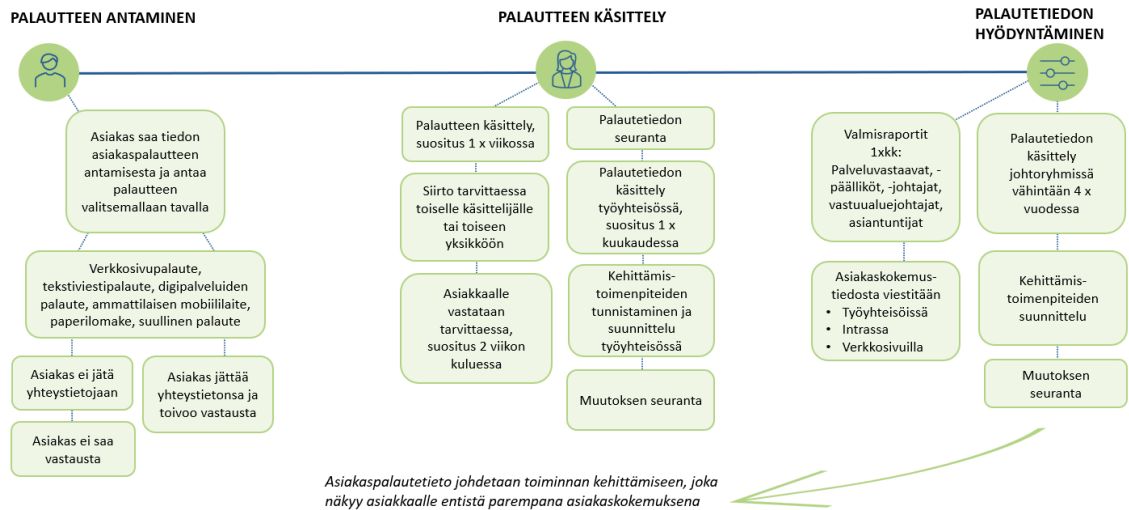 PALAUTTEEN ANTAMINEN
Asiakas saa tiedon
asiakaspalautteen
antamisesta ja antaa
palautteen
valitsemallaan tavalla
Verkkosivupalaute,
tekstiviestipalaute, digipalveluiden
palaute, ammattilaisen mobiililaite,
paperilomake, suullinen palaute
Asiakas ei jätä
yhteystietojaan
Asiakas ei saa
vastausta
Asiakas jättää
yhteystietonsa ja
toivoo vastausta
PALAUTTEEN KÄSITTELY
Palautteen käsittely,
suositus 1 x viikossa
Siirto tarvittaessa
toiselle käsittelijälle
tai toiseen
yksikköön
Asiakkaalle
vastataan
tarvittaessa,
suositus 2 viikon
kuluessa
Palautetiedon
seuranta
Palautetiedon
käsittely
työyhteisössä,
suositus 1 x
kuukaudessa
Kehittämis-
toimenpiteiden
tunnistaminen ja
suunnittelu
työyhteisössä
Muutoksen seuranta
PALAUTETIEDON
HYÖDYNTÄMINEN
Valmisraportit
1xkk:
Palveluvastaavat, -
päälliköt, -johtajat,
vastuualuejohtajat,
asiantuntijat
Asiakaskokemus-
tiedosta viestitään
• Työyhteisöissä
• Intrassa
• Verkkosivuilla
Palautetiedon
käsittely
johtoryhmissä
vähintään 4 x
vuodessa
Kehittämis-
toimenpiteiden
suunnittelu
Muutoksen
seuranta
Asiakaspalautetieto johdetaan toiminnan kehittämiseen, joka
näkyy asiakkaalle entistä parempana asiakaskokemuksena